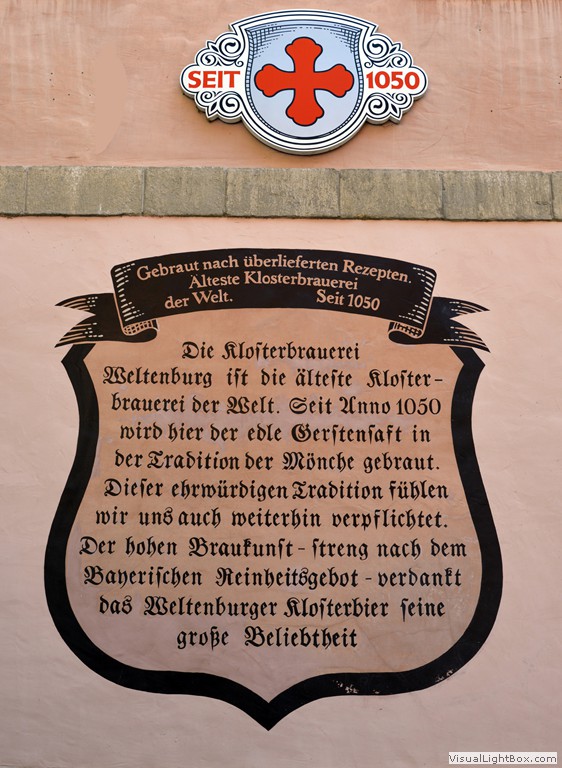 SEIT 1050
Gebraut nach überlieferten Rezepten.
Älteste Klosterbrauerei
der Welt. Seit 1050
Die Kloſterbrauerei
Weltenburg iſt die älteſte Kloſter-
brauerei der Welt. Seit Anno 1050
wird hier der edle Gerſtenſaft in
der Tradition der Mönche gebraut.
Dieſer ehrwürdigen Tradition fühlen
wir uns auch weiterhin verpflichtet.
Der hohen Braukunſt - ſtreng nach dem
Bayeriſchen Reinheitsgebot - verdankt
das Weltenburger Kloſterbier ſeine
große Beliebtheit
VisualLightBox.com